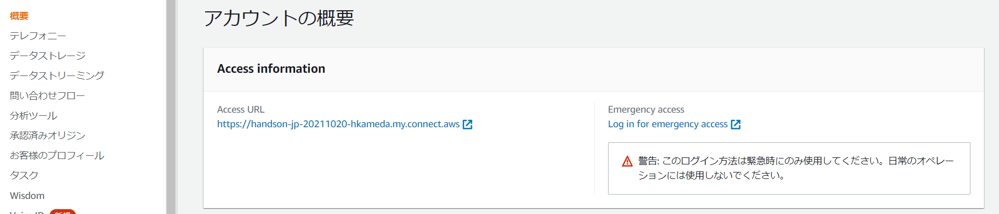 概要
テレフォニー
データストレージ
データストリーミング
問い合わせフロー
分析ツール
承認済みオリジン
お客様のプロフィール
タスク
Wisdom
アカウントの概要
Access information
Access URL
https://handson-jp-20211020-hkameda.my.connect.aws
Emergency access
Log in for emergency access
警告: このログイン方法は緊急時にのみ使用してください。日常のオペレー
ションには使用しないでください。